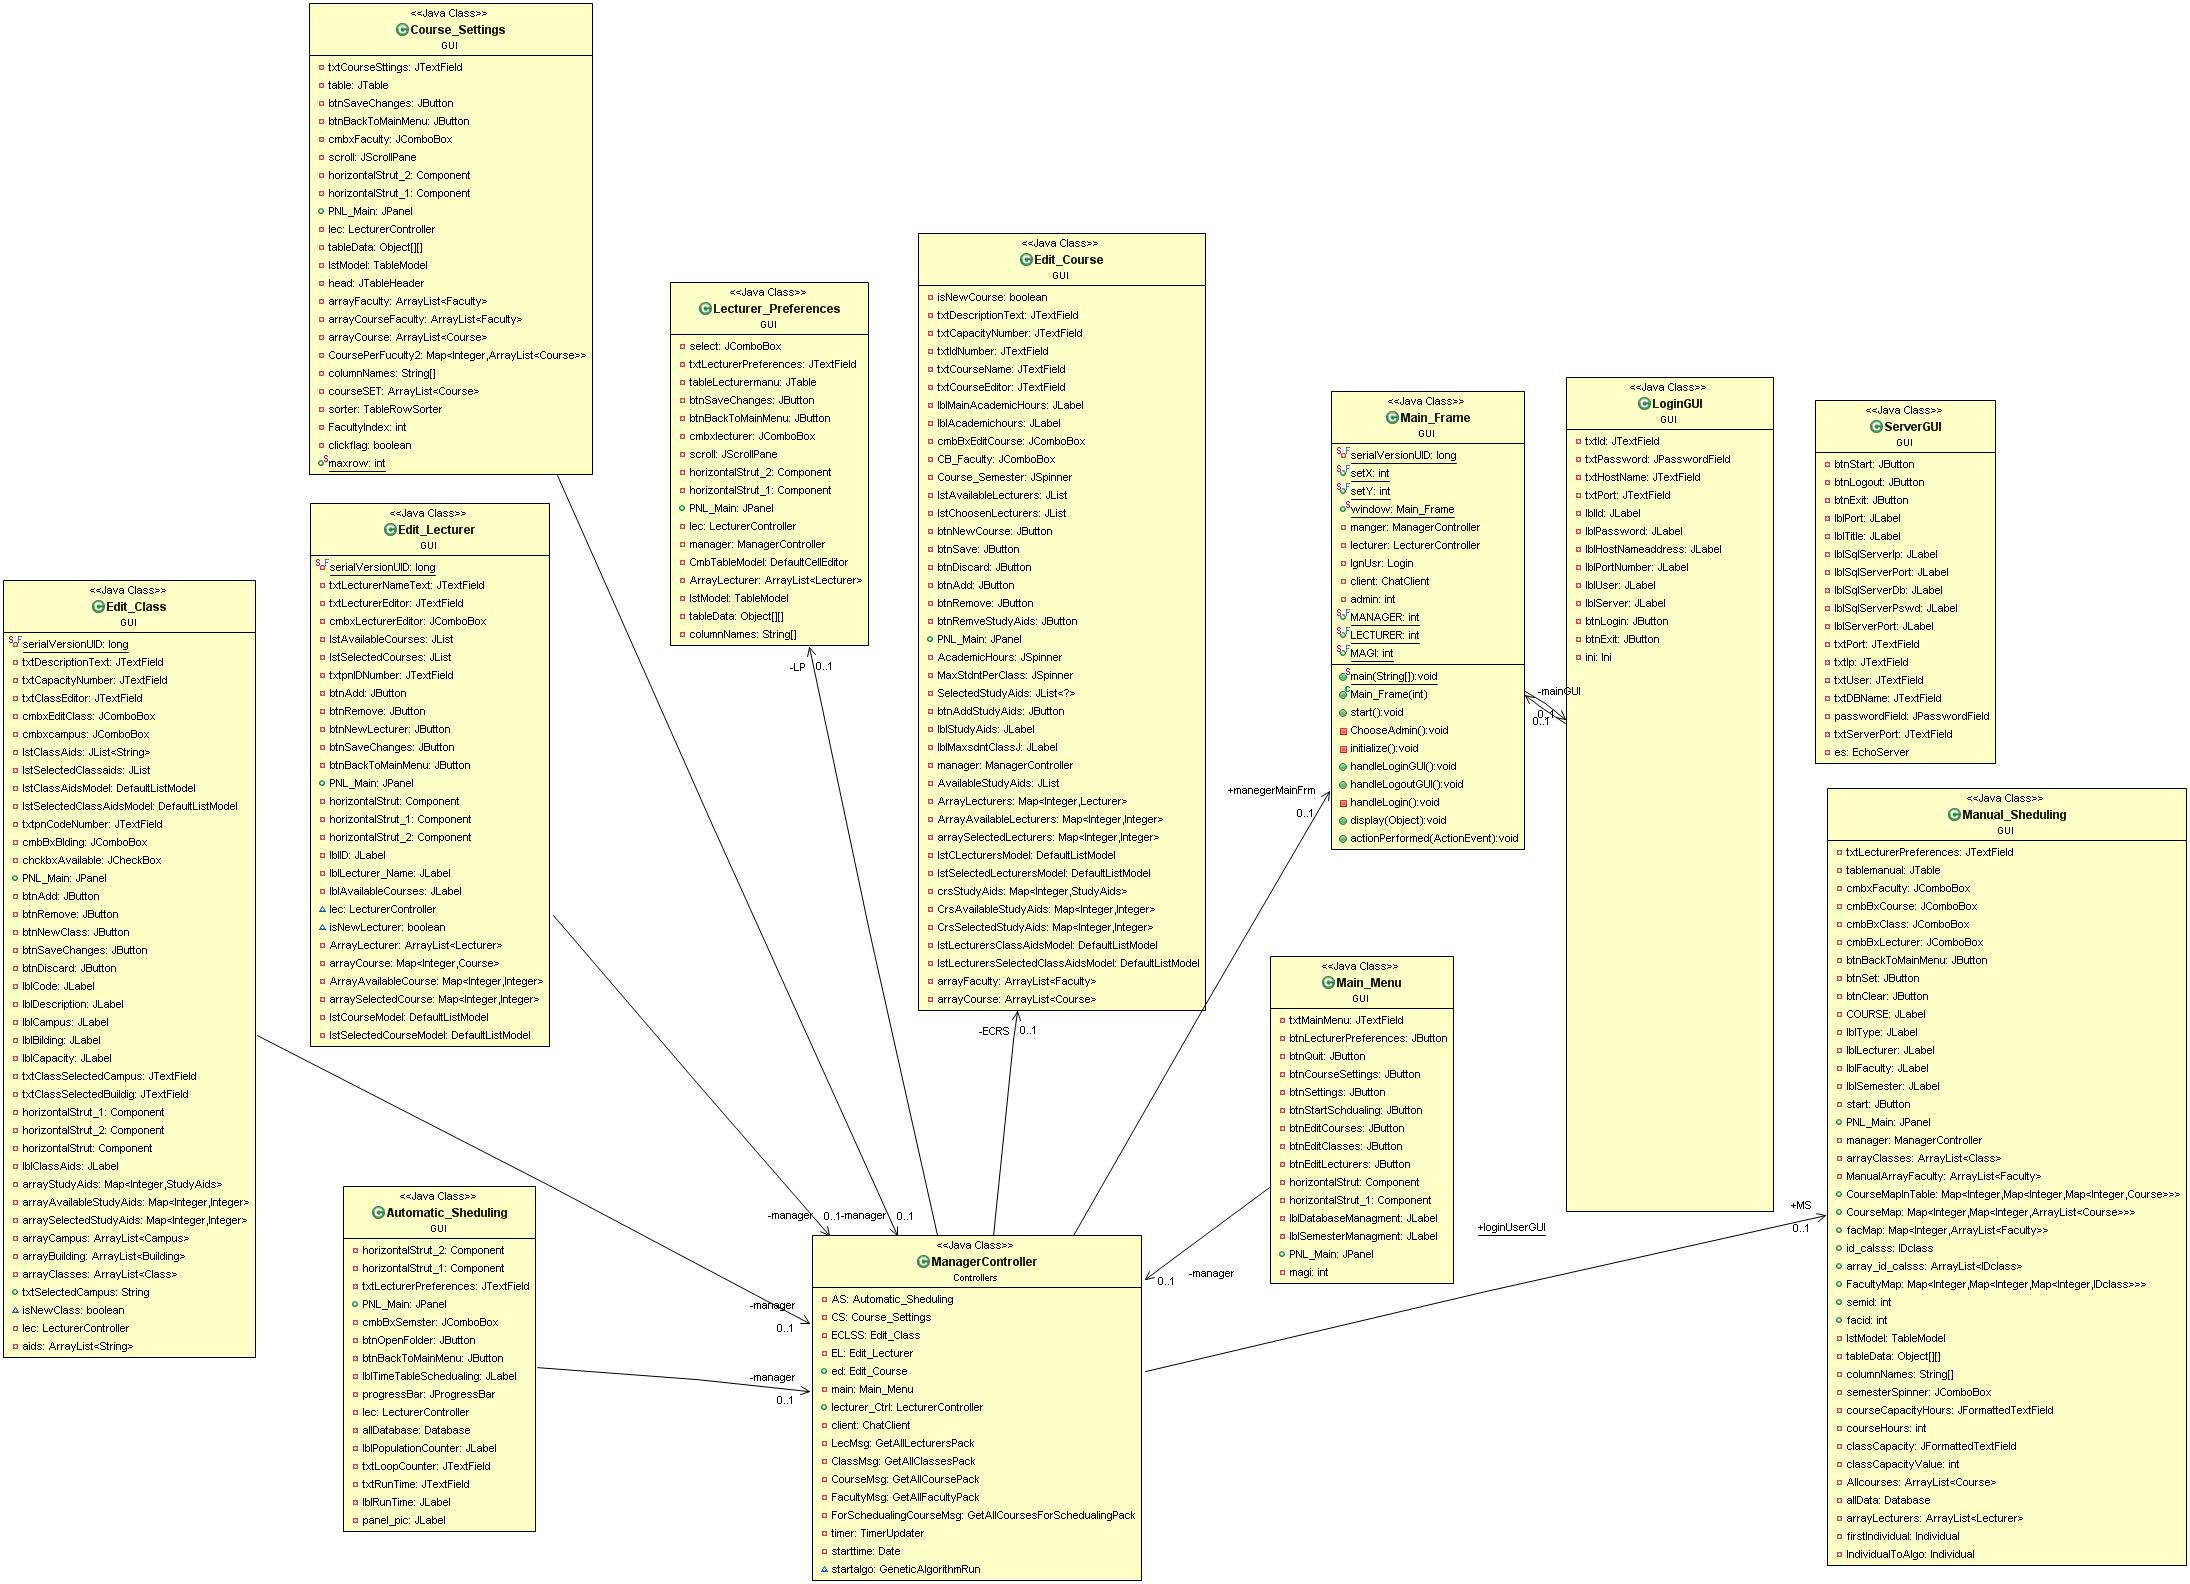 <<Java Class>>
Course_Settings
GUI
txtCourseSttings: JTextField
table: JTable
btnSaveChanges: JButton
btnBackToMainMenu: JButton
cmbxFaculty: JComboBox
scroll: JScrollPane
horizontalStrut_2: Component
horizontalStrut_1: Component
PNL_Main: JPanel
lec: LecturerController
tableData: Object[][]
lstModel: TableModel
head: JTableHeader
arrayFaculty: ArrayList<Faculty>
arrayCourseFaculty: ArrayList<Faculty>
arrayCourse: ArrayList<Course>
CoursePerFuculty2: Map<Integer,ArrayList<Course>>
columnNames: String[]
courseSET: ArrayList<Course>
sorter: TableRowSorter
FacultyIndex: int
clickflag: boolean
maxrow: int
<<Java Class>>
Edit_Lecturer
GUI
serialVersionUID: long
txtLecturerNameText: JTextField
txtLecturerEditor: JTextField
cmbxLecturerEditor: JComboBox
lstAvailableCourses: JList
lstSelectedCourses: JList
txtpnIDNumber: JTextField
btnAdd: JButton
btnRemove: JButton
btnNewLecturer: JButton
btnSaveChanges: JButton
btnBackToMainMenu: JButton
PNL_Main: JPanel
horizontalStrut: Component
horizontalStrut_1: Component
horizontalStrut_2: Component
lblID: JLabel
lblLecturer_Name: JLabel
lblAvailableCourses: JLabel
lec: LecturerController
isNewLecturer: boolean
ArrayLecturer: ArrayList<Lecturer>
arrayCourse: Map<Integer,Course>
ArrayAvailableCourse: Map<Integer,Integer>
arraySelectedCourse: Map<Integer,Integer>
lstCourseModel: DefaultListModel
lstSelectedCourseModel: DefaultListModel
<<Java Class>>
Edit_Class
GUI
serialVersionUID: long
txtDescriptionText: JTextField
txtCapacityNumber: JTextField
txtClassEditor: JTextField
cmbxEditClass: JComboBox
cmbxcampus: JComboBox
lstClassAids: JList<String>
lstSelectedClassaids: JList
lstClassAidsModel: DefaultListModel
lstSelectedClassAidsModel: DefaultListModel
txtpnCodeNumber: JTextField
cmbBxBlding: JComboBox
chckbxAvailable: JCheckBox
PNL_Main: JPanel
btnAdd: JButton
btnRemove: JButton
btnNewClass: JButton
btnSaveChanges: JButton
btnDiscard: JButton
lblCode: JLabel
lblDescription: JLabel
lblCampus: JLabel
lblBilding: JLabel
lblCapacity: JLabel
txtClassSelectedCampus: JTextField
txtClassSelectedBuildig: JTextField
horizontalStrut_1: Component
horizontalStrut_2: Component
horizontalStrut: Component
lblClassAids: JLabel
arrayStudyAids: Map<Integer,StudyAids>
arrayAvailableStudyAids: Map<Integer,Integer>
arraySelectedStudyAids: Map<Integer,Integer>
arrayCampus: ArrayList<Campus>
arrayBuilding: ArrayList<Building>
arrayClasses: ArrayList<Class>
txtSelectedCampus: String
isNewClass: boolean
lec: LecturerController
aids: ArrayList<String>
<<Java Class>>
Automatic_Sheduling
GUI
horizontalStrut_2: Component
horizontalStrut_1: Component
txtLecturerPreferences: JTextField
PNL_Main: JPanel
cmbBxSemster: JComboBox
btnOpenFolder: JButton
btnBackToMainMenu: JButton
lblTimeTableSchedualing: JLabel
progressBar: JProgressBar
lec: LecturerController
allDatabase: Database
lblPopulationCounter: JLabel
txtLoopCounter: JTextField
txtRunTime: JTextField
lblRunTime: JLabel
panel_pic: JLabel
<<Java Class>>
Lecturer_Preferences
GUI
select: JComboBox
txtLecturerPreferences: JTextField
tableLecturermanu: JTable
btnSaveChanges: JButton
btnBackToMainMenu: JButton
cmbxlecturer: JComboBox
scroll: JScrollPane
horizontalStrut_2: Component
horizontalStrut_1: Component
PNL_Main: JPanel
lec: LecturerController
manager: ManagerController
CmbTableModel: DefaultCellEditor
ArrayLecturer: ArrayList<Lecturer>
lstModel: TableModel
tableData: Object[][]
columnNames: String[]
-LP
0..1
<<Java Class>>
Edit_Course
GUI
isNewCourse: boolean
txtDescriptionText: JTextField
txtCapacityNumber: JTextField
txtIdNumber: JTextField
txtCourseName: JTextField
txtCourseEditor: JTextField
lblMainAcademicHours: JLabel
lblAcademichours: JLabel
cmbBxEditCourse: JComboBox
CB_Faculty: JComboBox
Course_Semester: JSpinner
lstAvailableLecturers: JList
lstChoosenLecturers: JList
btnNewCourse: JButton
btnSave: JButton
btnDiscard: JButton
btnAdd: JButton
btnRemove: JButton
btnRemveStudyAids: JButton
PNL_Main: JPanel
AcademicHours: JSpinner
MaxStdntPerClass: JSpinner
SelectedStudyAids: JList<?>
btnAddStudyAids: JButton
lblStudyAids: JLabel
lblMaxsdntClassJ: JLabel
manager: ManagerController
AvailableStudyAids: JList
ArrayLecturers: Map<Integer,Lecturer>
ArrayAvailableLecturers: Map<Integer,Integer>
arraySelectedLecturers: Map<Integer,Integer>
lstCLecturersModel: DefaultListModel
lstSelectedLecturersModel: DefaultListModel
crsStudyAids: Map<Integer,StudyAids>
CrsAvailableStudyAids: Map<Integer,Integer>
CrsSelectedStudyAids: Map<Integer,Integer>
lstLecturersClassAidsModel: DefaultListModel
lstLecturersSelectedClassAidsModel: DefaultListModel
arrayFaculty: ArrayList<Faculty>
arrayCourse: ArrayList<Course>
-ECRS
0..1
<<Java Class>>
Main_Frame
GUI
serialVersionUID: long
setX: int
setY: int
window: Main_Frame
manger: ManagerController
lecturer: LecturerController
lgnUsr: Login
client: ChatClient
admin: int
MANAGER: int
LECTURER: int
MAGI: int
main(String[]):void
Main_Frame(int)
start():void
ChooseAdmin():void
initialize():void
handleLoginGUI():void
handleLogoutGUI():void
handleLogin():void
display(Object):void
actionPerformed(ActionEvent):void
+manegerMainFrm
0..1
-mainGUI
0..1
0..1
<<Java Class>>
LoginGUI
GUI
txtId: JTextField
txtPassword: JPasswordField
txtHostName: JTextField
txtPort: JTextField
lblId: JLabel
lblPassword: JLabel
lblHostNameaddress: JLabel
lblPortNumber: JLabel
lblUser: JLabel
lblServer: JLabel
btnLogin: JButton
btnExit: JButton
ini: Ini
<<Java Class>>
ServerGUI
GUI
btnStart: JButton
btnLogout: JButton
btnExit: JButton
lblPort: JLabel
lblTitle: JLabel
lblSqlServerIp: JLabel
lblSqlServerPort: JLabel
lblSqlServerDb: JLabel
lblSqlServerPswd: JLabel
lblServerPort: JLabel
txtPort: JTextField
txtIp: JTextField
txtUser: JTextField
txtDBName: JTextField
passwordField: JPasswordField
txtServerPort: JTextField
es: EchoServer
<<Java Class>>
Main_Menu
GUI
txtMainMenu: JTextField
btnLecturerPreferences: JButton
btnQuit: JButton
btnCourseSettings: JButton
btnSettings: JButton
btnStartSchdualing: JButton
btnEditCourses: JButton
btnEditClasses: JButton
btnEditLecturers: JButton
horizontalStrut: Component
horizontalStrut_1: Component
lblDatabaseManagment: JLabel
lblSemesterManagment: JLabel
PNL_Main: JPanel
magi: int
+loginUserGUI
<<Java Class>>
Manual_Sheduling
GUI
txtLecturerPreferences: JTextField
tablemanual: JTable
cmbxFaculty: JComboBox
cmbBxCourse: JComboBox
cmbBxClass: JComboBox
cmbBxLecturer: JComboBox
btnBackToMainMenu: JButton
btnSet: JButton
btnClear: JButton
COURSE: JLabel
lblType: JLabel
lblLecturer: JLabel
lblFaculty: JLabel
lblSemester: JLabel
start: JButton
PNL_Main: JPanel
manager: ManagerController
arrayClasses: ArrayList<Class>
ManualArrayFaculty: ArrayList<Faculty>
CourseMapInTable: Map<Integer,Map<Integer,Map<Integer,Course>>>
CourseMap: Map<Integer,Map<Integer,ArrayList<Course>>>
facMap: Map<Integer,ArrayList<Faculty>>
id_calsss: IDclass
array_id_calsss: ArrayList<IDclass>
FacultyMap: Map<Integer,Map<Integer,Map<Integer,IDclass>>>
semid: int
facid: int
lstModel: TableModel
tableData: Object[][]
columnNames: String[]
semesterSpinner: JComboBox
courseCapacityHours: JFormattedTextField
courseHours: int
classCapacity: JFormattedTextField
classCapacityValue: int
Allcourses: ArrayList<Course>
allData: Database
arrayLecturers: ArrayList<Lecturer>
firstIndividual: Individual
IndividualToAlgo: Individual
+MS
0..1
-manager
0..1
-manager
0..1
-manager
0..1
-manager
0..1
0..1
-manager
<<Java Class>>
ManagerController
Controllers
AS: Automatic_Sheduling
CS: Course_Settings
ECLSS: Edit_Class
EL: Edit_Lecturer
ed: Edit_Course
main: Main_Menu
lecturer_Ctrl: LecturerController
client: ChatClient
LecMsg: GetAllLecturersPack
ClassMsg: GetAllClassesPack
CourseMsg: GetAllCoursePack
FacultyMsg: GetAllFacultyPack
ForSchedualingCourseMsg: GetAllCoursesForSchedualingPack
timer: TimerUpdater
starttime: Date
startalgo: GeneticAlgorithmRun